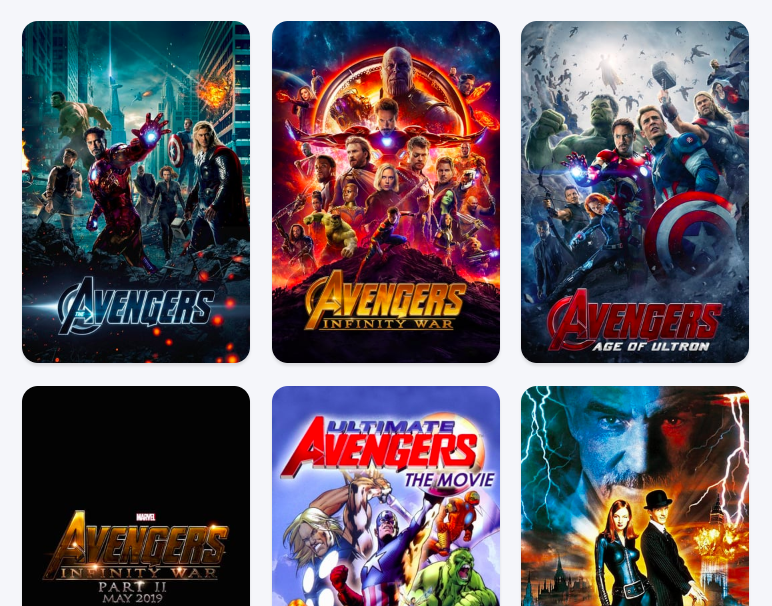 THE
AVENGERS
AVENGERS
INFINITY WAR
AVENGERS
AGE OF ULTRON
MARVEL
AVENGERS
INFINITY WAR
PART II
MAY 2019
ULTIMATE
AVENGERS
THE MOVIE